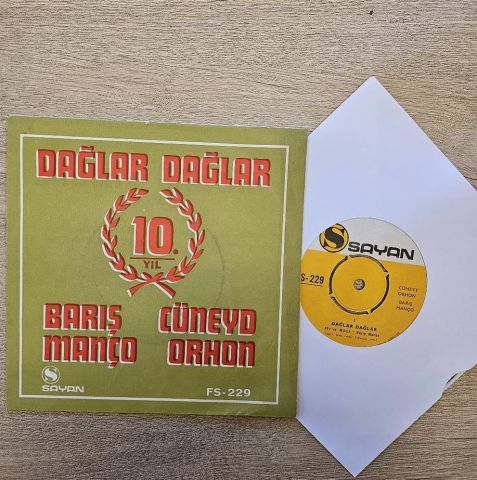 DAĞLAR DAĞLAR
10.
YIL
BARIŞ CÜNEYD
MANÇO ORHON
S
SAYAN
FS-229
S
SAYAN
S-229
CÜNEYT
ORHON
BARIŞ
MANÇO
DAĞLAR DAĞLAR